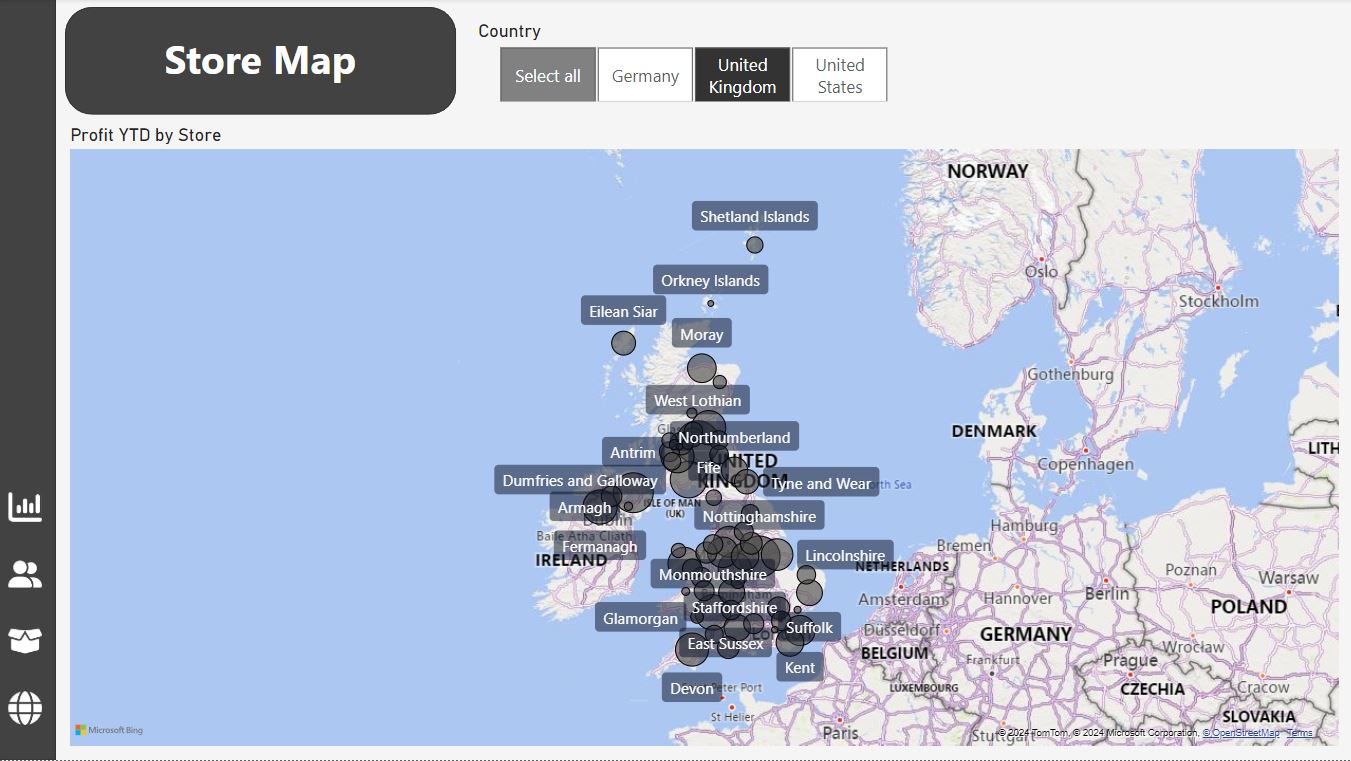 Store Map
Country
Select all
Germany
United
Kingdom
United
States
Profit YTD by Store
NORWAY
Shetland Islands
Oslo
Orkney Islands
Stockholm
Eilean Siar
Moray
Gothenburg
West Lothian
DENMARK
Northumberland
LITH
Antrim
UNITED
Fife
Copenhagen
KINGDOM
Dumfries and Galloway
Tyne and Wear
North Sea
ISLE OF MAN
(UK)
Armagh
Nottinghamshire
Dublin
Hamburg
Baile Átha Cliath
Fermanagh
Bremen
Lincolnshire
IRELAND
NETHERLANDS
Poznan
Monmouthshire
Warsaw
Berlin
Birmingham
Amsterdam
Hannover
Staffordshire
POLAND
Glamorgan
Suffolk
Düsseldorf
GERMANY
East Sussex
Wrocław
BELGIUM
Kent
Frankfurt
Prague
Devon
Peter Port
LUXEMBOURG
CZECHIA
Cracow
St Helier
SLOVAKIA
Paris
Stuttgart
Microsoft Bing
© 2024 TomTom, © 2024 Microsoft Corporation, © OpenStreetMap Terms